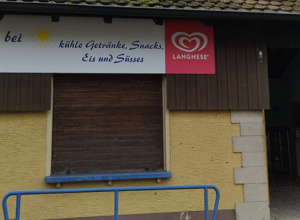 bei
kühle Getränke, Snacks,
Eis und Süsses
LANGNESE